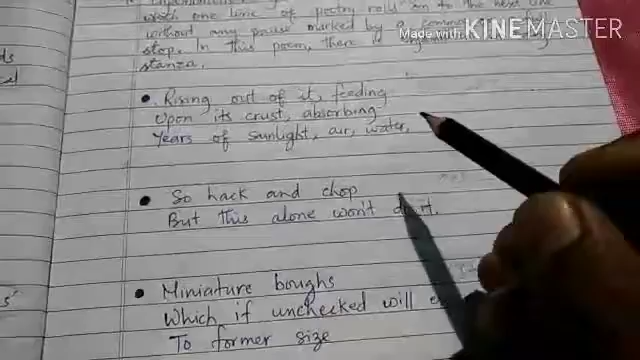 which one line of poetry roll on to the next one
without any pause marked by a comma
stop. In this poem, there is
stanza.
• Rising out of it, feeding
Upon its crust, absorbing
Years of sunlight, air, water,
• So hack and chop
But this alone won't do it.
• Miniature boughs
Which if unchecked will
To former size
Made with KINEMASTER